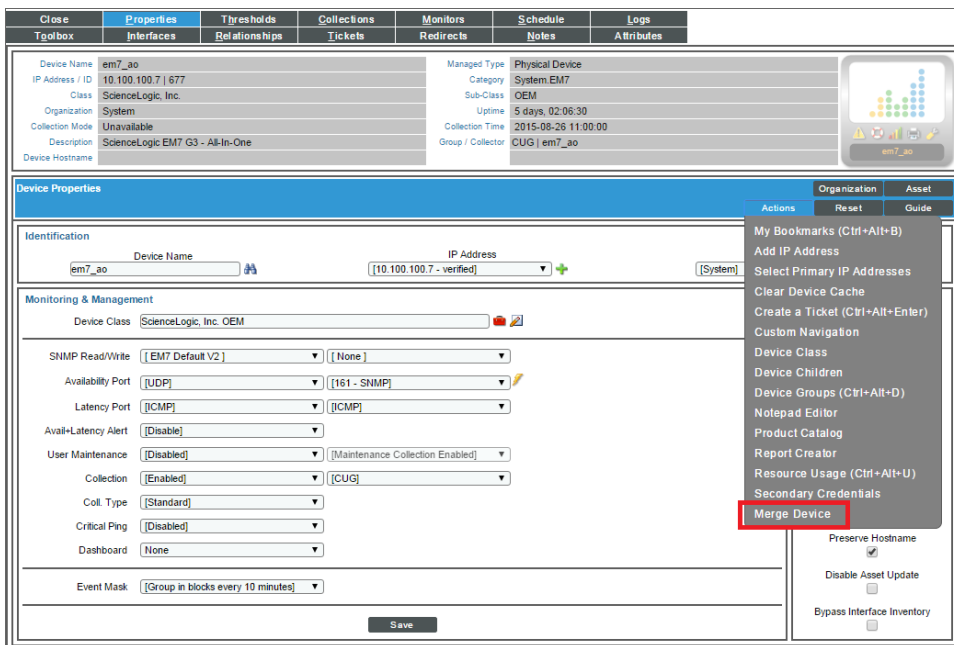 Close Properties Thresholds Collections Monitors Schedule Logs
Toolbox Interfaces Relationships Tickets Redirects Notes Attributes
Device Name em7_ao Managed Type Physical Device
IP Address / ID 10.100.100.7 | 677 Category System.EM7
Class ScienceLogic, Inc. Sub-Class OEM
Organization System Uptime 5 days, 02:06:30
Collection Mode Unavailable Collection Time 2015-08-26 11:00:00
Description ScienceLogic EM7 G3 - All-In-One Group / Collector CUG | em7_ao
Device Hostname
em7_ao
Device Properties Organization Asset
Actions Reset Guide
Identification
Device Name IP Address
em7_ao [10.100.100.7 - verified] [System]
Monitoring & Management
Device Class ScienceLogic, Inc. OEM
SNMP Read/Write [ EM7 Default V2 ] [ None ]
Availability Port [UDP] [161 - SNMP]
Latency Port [ICMP] [ICMP]
Avail+Latency Alert [Disable]
User Maintenance [Disabled] [Maintenance Collection Enabled]
Collection [Enabled] [CUG]
Coll. Type [Standard]
Critical Ping [Disabled]
Dashboard None
Event Mask [Group in blocks every 10 minutes]
Save
My Bookmarks (Ctrl+Alt+B)
Add IP Address
Select Primary IP Addresses
Clear Device Cache
Create a Ticket (Ctrl+Alt+Enter)
Custom Navigation
Device Class
Device Children
Device Groups (Ctrl+Alt+D)
Notepad Editor
Product Catalog
Report Creator
Resource Usage (Ctrl+Alt+U)
Secondary Credentials
Merge Device
Preserve Hostname
Disable Asset Update
Bypass Interface Inventory